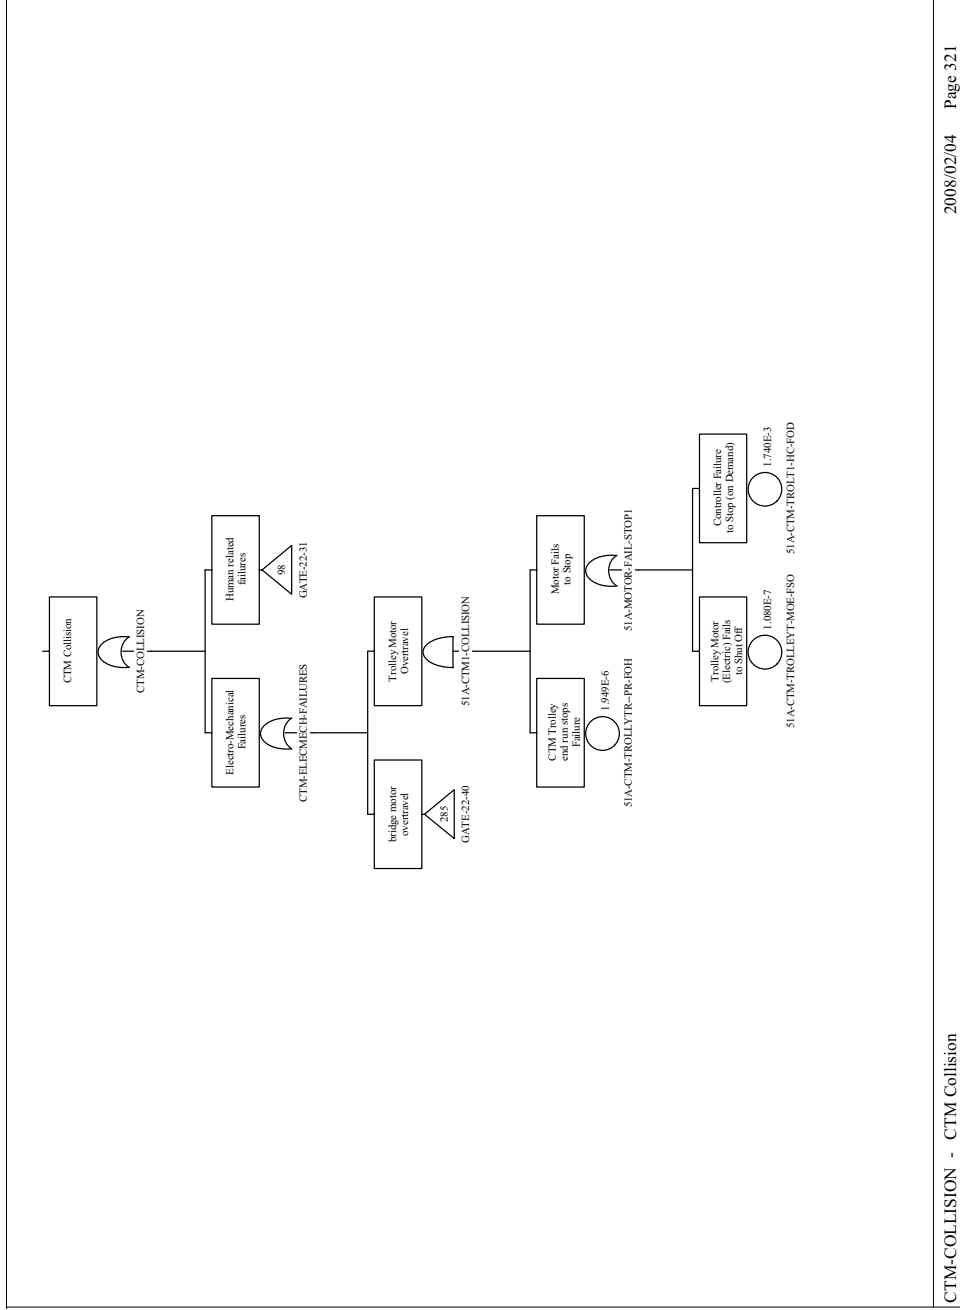 CTM Collision
CTM-COLLISION
Electro-Mechanical
Failures
CTM-ELECMECH-FAILURES
Human related
failures
98
GATE-22-31
bridge motor
overtravel
285
GATE-22-40
Trolley Motor
Overtravel
51A-CTM1-COLLISION
CTM Trolley
end run stops
Failure
1.949E-6
51A-CTM-TROLLYTR--PR-FOH
Motor Fails
to Stop
51A-MOTOR-FAIL-STOP1
Trolley Motor
(Electric) Fails
to Shut Off
1.080E-7
51A-CTM-TROLLEYT-MOE-FSO
Controller Failure
to Stop (on Demand)
1.740E-3
51A-CTM-TROLT1-HC-FOD
CTM-COLLISION - CTM Collision
2008/02/04 Page 321